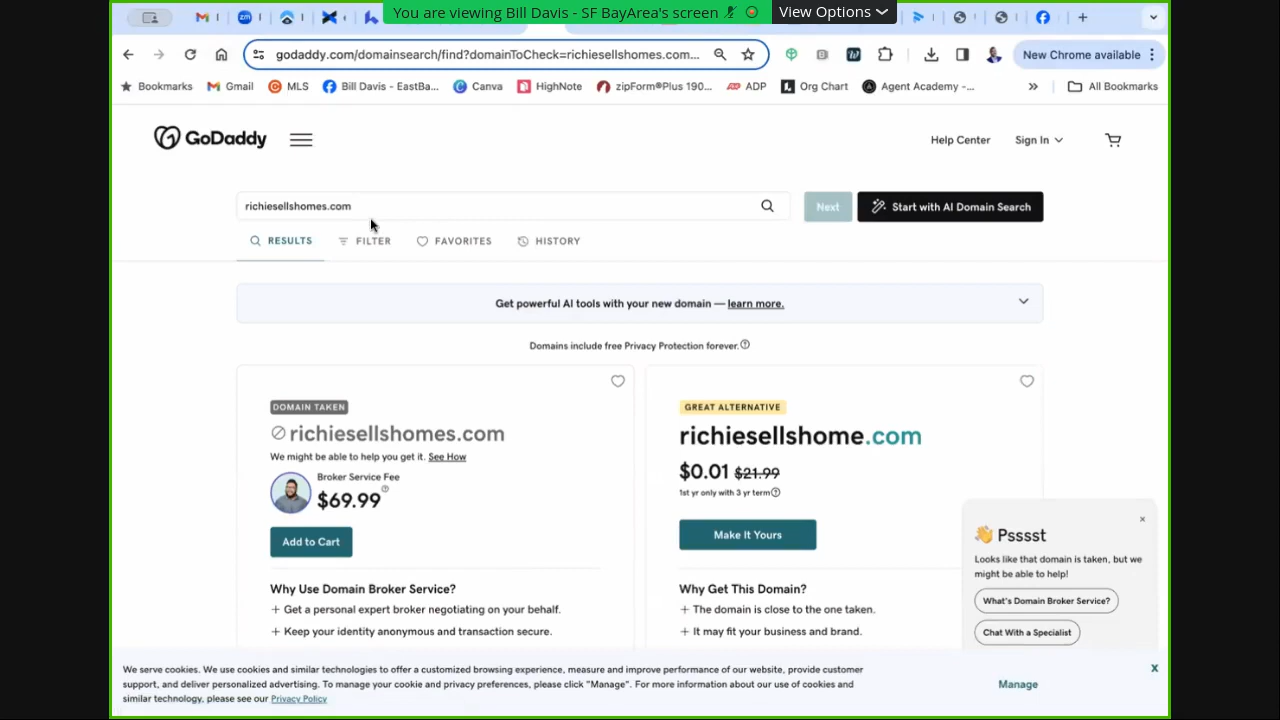 You are viewing Bill Davis - SF BayArea's screen
View Options
godaddy.com/domainsearch/find?domainToCheck=richiesellshomes.com...
New Chrome available
Bookmarks
Gmail
MLS
Bill Davis - EastBa...
Canva
HighNote
zipForm®Plus 190...
ADP
Org Chart
Agent Academy -...
All Bookmarks
GoDaddy
Help Center
Sign In
richiesellshomes.com
Next
Start with AI Domain Search
RESULTS
FILTER
FAVORITES
HISTORY
Get powerful AI tools with your new domain — learn more.
Domains include free Privacy Protection forever.
DOMAIN TAKEN
richiesellshomes.com
We might be able to help you get it. See How
Broker Service Fee
$69.99
Add to Cart
Why Use Domain Broker Service?
+ Get a personal expert broker negotiating on your behalf.
+ Keep your identity anonymous and transaction secure.
GREAT ALTERNATIVE
richiesellshome.com
$0.01 $21.99
1st yr only with 3 yr term
Make It Yours
Why Get This Domain?
+ The domain is close to the one taken.
+ It may fit your business and brand.
Psssst
Looks like that domain is taken, but we
might be able to help!
What's Domain Broker Service?
Chat With a Specialist
We serve cookies. We use cookies and similar technologies to offer a customized browsing experience, measure and improve performance of our website, provide customer
support, and deliver personalized advertising. To manage your cookie and privacy preferences, please click "Manage". For more information about our use of cookies and
similar technology, please see our Privacy Policy
Manage
X